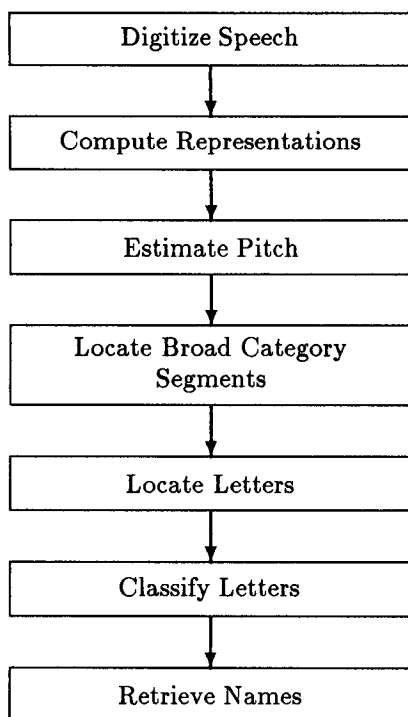 Digitize Speech
Compute Representations
Estimate Pitch
Locate Broad Category
Segments
Locate Letters
Classify Letters
Retrieve Names